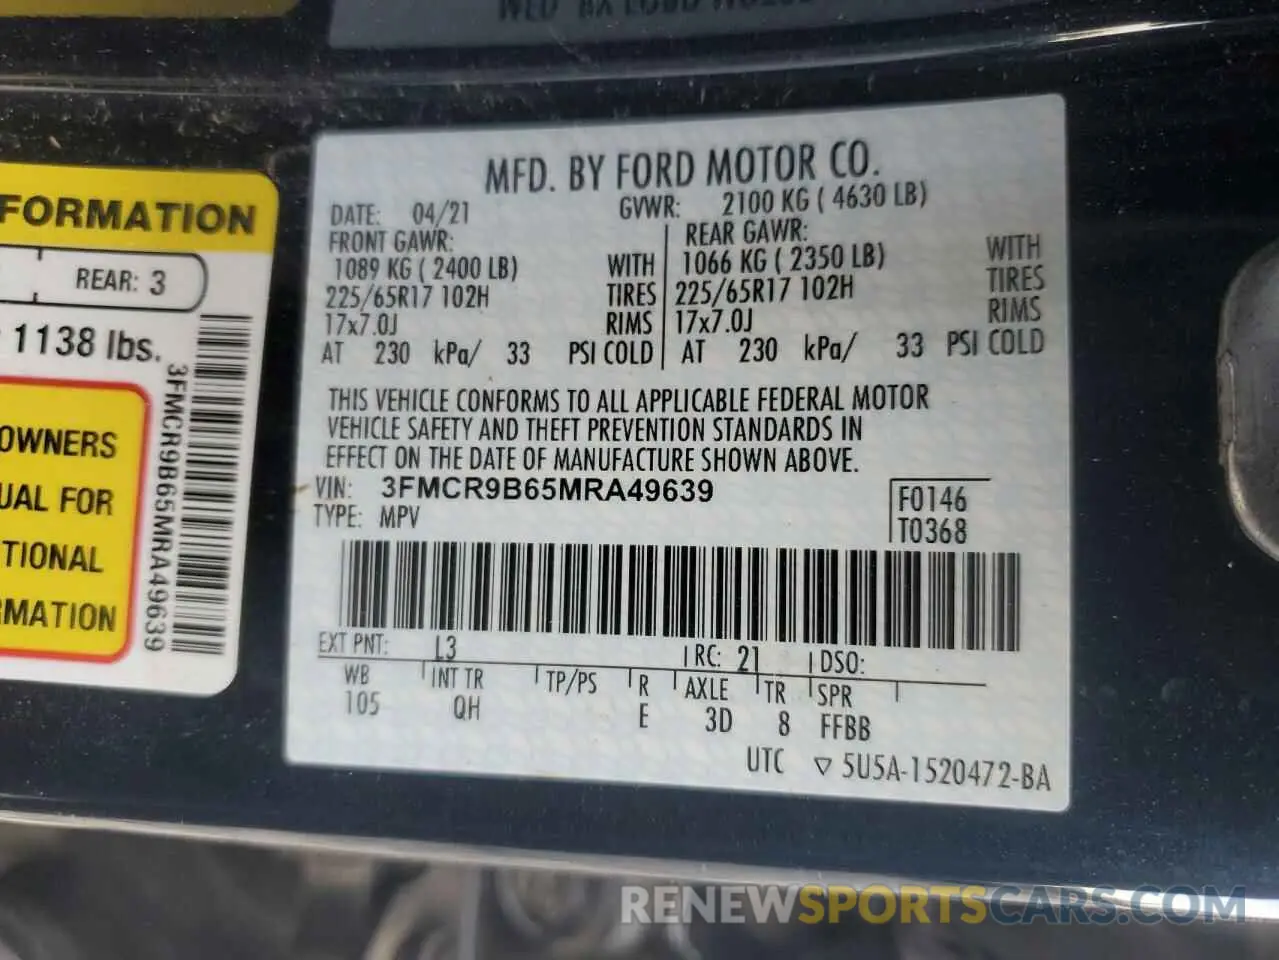 FORMATION
REAR: 3
1138 lbs.
OWNERS
UAL FOR
TIONAL
MATION
3FMCR9B65MRA49639
MFD. BY FORD MOTOR CO.
DATE: 04/21 GVWR: 2100 KG ( 4630 LB)
FRONT GAWR: REAR GAWR:
1089 KG ( 2400 LB) WITH 1066 KG ( 2350 LB) WITH
225/65R17 102H TIRES 225/65R17 102H TIRES
17x7.0J RIMS 17x7.0J RIMS
AT 230 kPa/ 33 PSI COLD AT 230 kPa/ 33 PSI COLD
THIS VEHICLE CONFORMS TO ALL APPLICABLE FEDERAL MOTOR
VEHICLE SAFETY AND THEFT PREVENTION STANDARDS IN
EFFECT ON THE DATE OF MANUFACTURE SHOWN ABOVE.
VIN: 3FMCR9B65MRA49639 F0146
TYPE: MPV T0368
EXT PNT: L3 RC: 21 DSO:
WB INT TR TP/PS R AXLE TR SPR
105 QH E 3D 8 FFBB
UTC ▽ 5U5A-1520472-BA
RENEWSPORTSCARS.COM